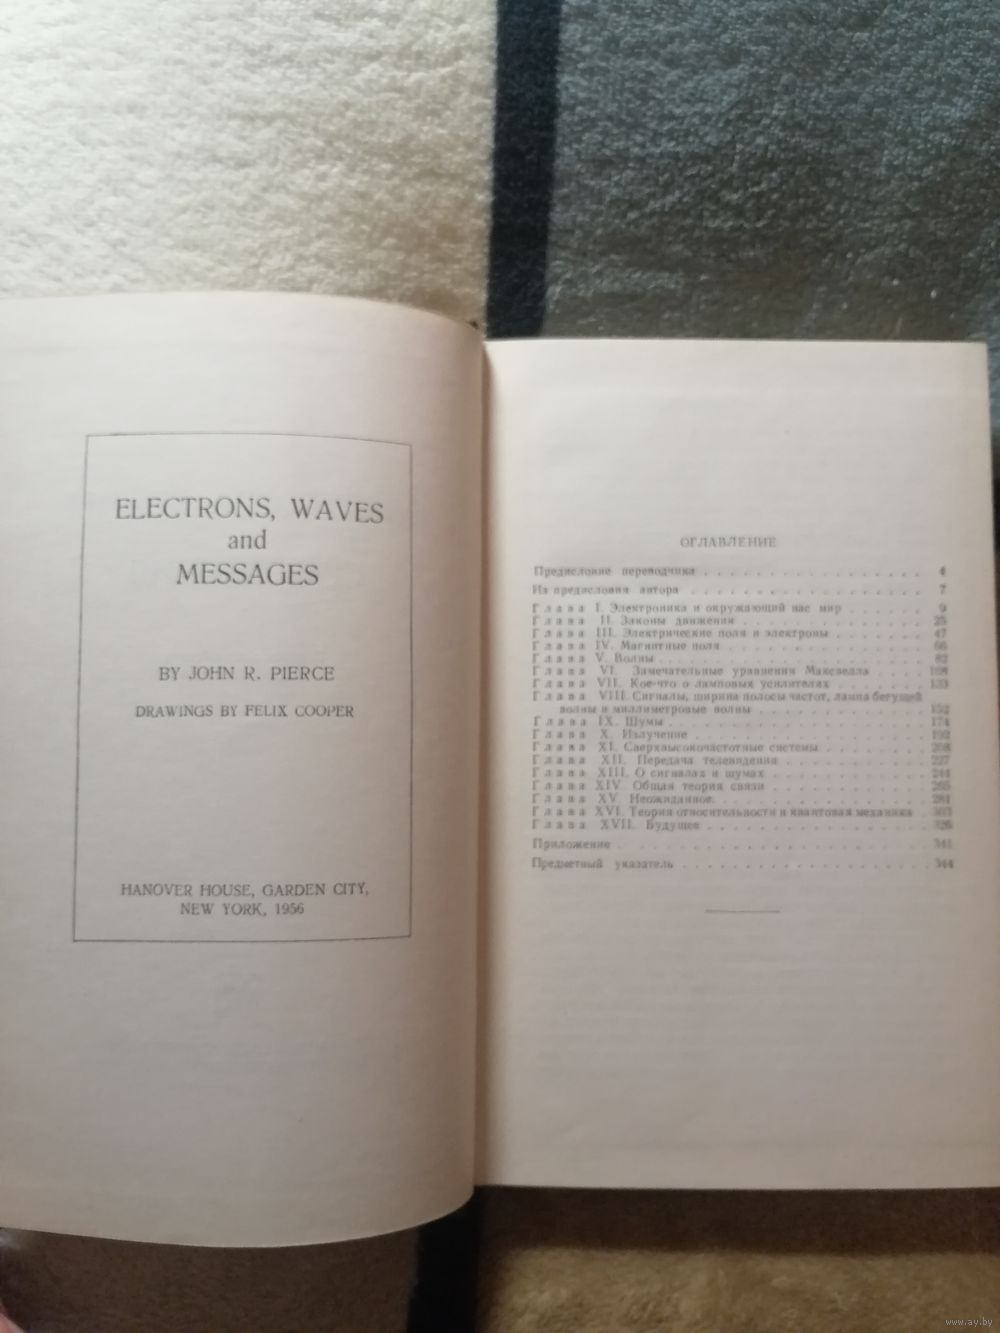 ELECTRONS, WAVES
and
MESSAGES
BY JOHN R. PIERCE
DRAWINGS BY FELIX COOPER
HANOVER HOUSE, GARDEN CITY,
NEW YORK, 1956
ОГЛАВЛЕНИЕ
Предисловие переводчика . . . . . . . . . . . . . . . . . 4
Из предисловия автора . . . . . . . . . . . . . . . . . . 7
Глава I. Электроника и окружающий нас мир . . . . . . 9
Глава II. Законы движения . . . . . . . . . . . . . . 25
Глава III. Электрические поля и электроны . . . . . . . 47
Глава IV. Магнитные поля . . . . . . . . . . . . . . . 66
Глава V. Волны . . . . . . . . . . . . . . . . . . . 82
Глава VI. Замечательные уравнения Максвелла . . . . 108
Глава VII. Кое-что о ламповых усилителях . . . . . . . 133
Глава VIII. Сигналы, ширина полосы частот, лампа бегущей
волны и миллиметровые волны . . . . . . . . . . . . 152
Глава IX. Шумы . . . . . . . . . . . . . . . . . . . 174
Глава X. Излучение . . . . . . . . . . . . . . . . . 192
Глава XI. Сверхвысокочастотные системы . . . . . . . . 208
Глава XII. Передача телевидения . . . . . . . . . . . 227
Глава XIII. О сигналах и шумах . . . . . . . . . . . . 244
Глава XIV. Общая теория связи . . . . . . . . . . . . 265
Глава XV. Неожиданное. . . . . . . . . . . . . . . . 281
Глава XVI. Теория относительности и квантовая механика . 303
Глава XVII. Будущее . . . . . . . . . . . . . . . . . 326
Приложение . . . . . . . . . . . . . . . . . . . . . . 341
Предметный указатель . . . . . . . . . . . . . . . . . 344
www.ay.by